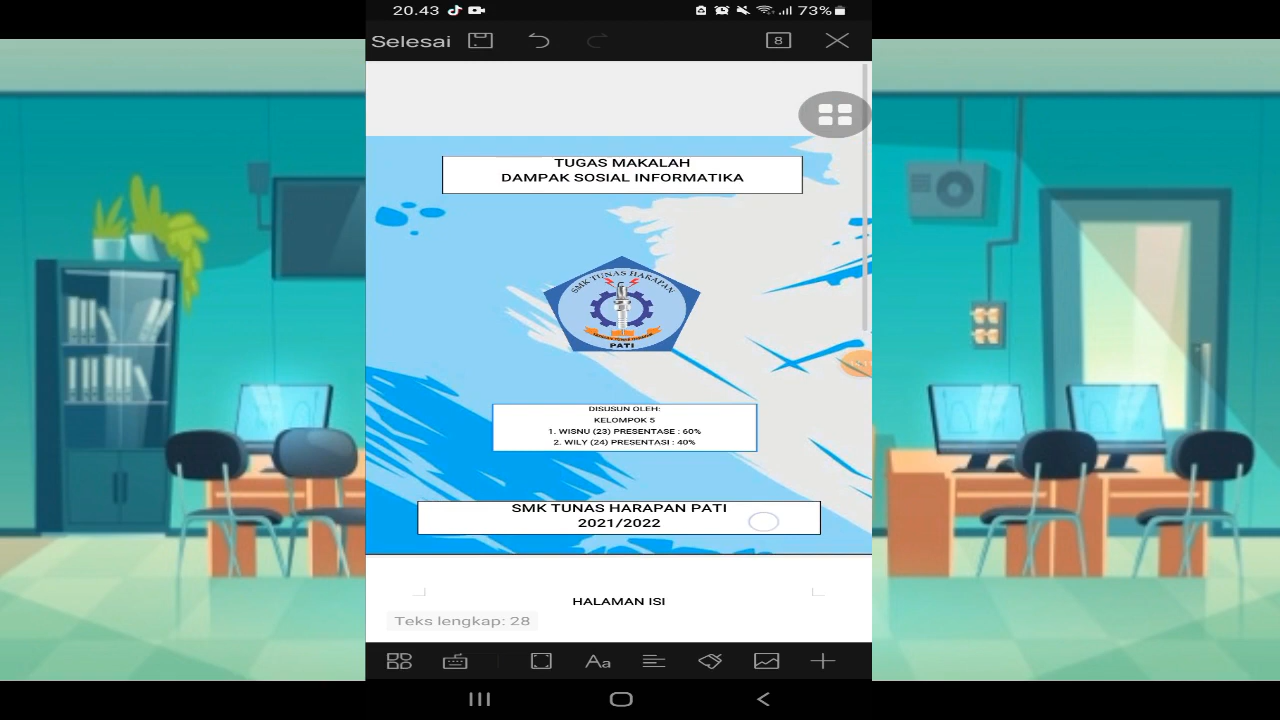 20.43
73%
Selesai
8
TUGAS MAKALAH
DAMPAK SOSIAL INFORMATIKA
SMK TUNAS HARAPAN
PATI
DISUSUN OLEH:
KELOMPOK 5
1. WISNU (23) PRESENTASE : 60%
2. WILY (24) PRESENTASI : 40%
SMK TUNAS HARAPAN PATI
2021/2022
HALAMAN ISI
Teks lengkap: 28
Aa